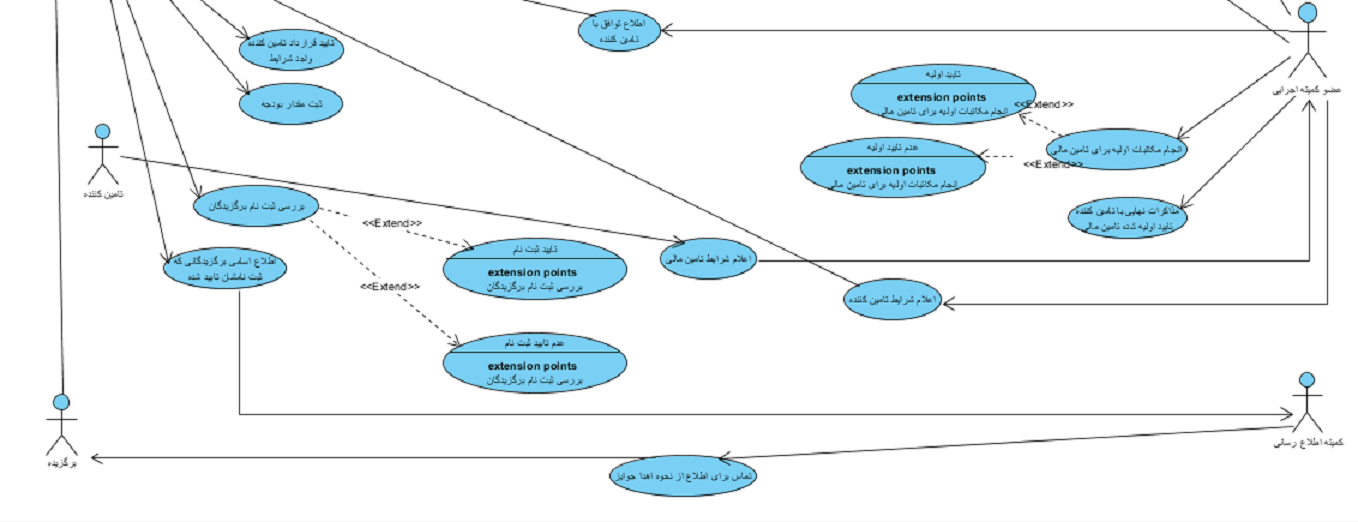 اطلاع توافق با
تامین کننده
تایید قرارداد تامین کننده
واجد شرایط
ثبت مقدار بودجه
عضو کمیته اجرایی
تایید اولیه
extension points
انجام مکاتبات اولیه برای تامین مالی
<<Extend>>
انجام مکاتبات اولیه برای تامین مالی
عدم تایید اولیه
extension points
انجام مکاتبات اولیه برای تامین مالی
<<Extend>>
تامین کننده
بررسی ثبت نام برگزیدگان
<<Extend>>
مذاکرات نهایی با تامین کننده
تایید اولیه شده تامین مالی
تایید ثبت نام
extension points
بررسی ثبت نام برگزیدگان
اعلام شرایط تامین مالی
اطلاع اسامی برگزیدگانی که
ثبت نامشان تایید شده
<<Extend>>
اعلام شرایط تامین کننده
عدم تایید ثبت نام
extension points
بررسی ثبت نام برگزیدگان
کمیته اطلاع رسانی
برگزیده
تماس برای اطلاع از نحوه اهدا جوایز